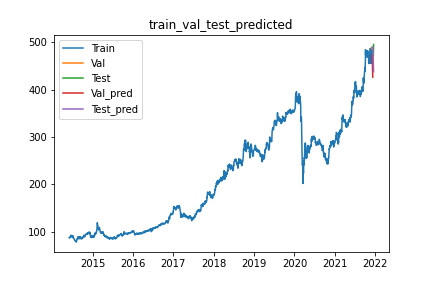 train_val_test_predicted
500
400
300
200
100
Train
Val
Test
Val_pred
Test_pred
2015 2016 2017 2018 2019 2020 2021 2022